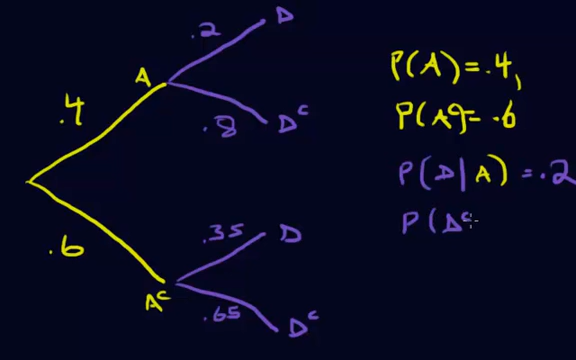 .2
D
A
.4
.8
D^c
.35
D
.6
A^c
.65
D^c
P(A)=.4,
P(A^c)=.6
P(D|A)=.2
P(D^c